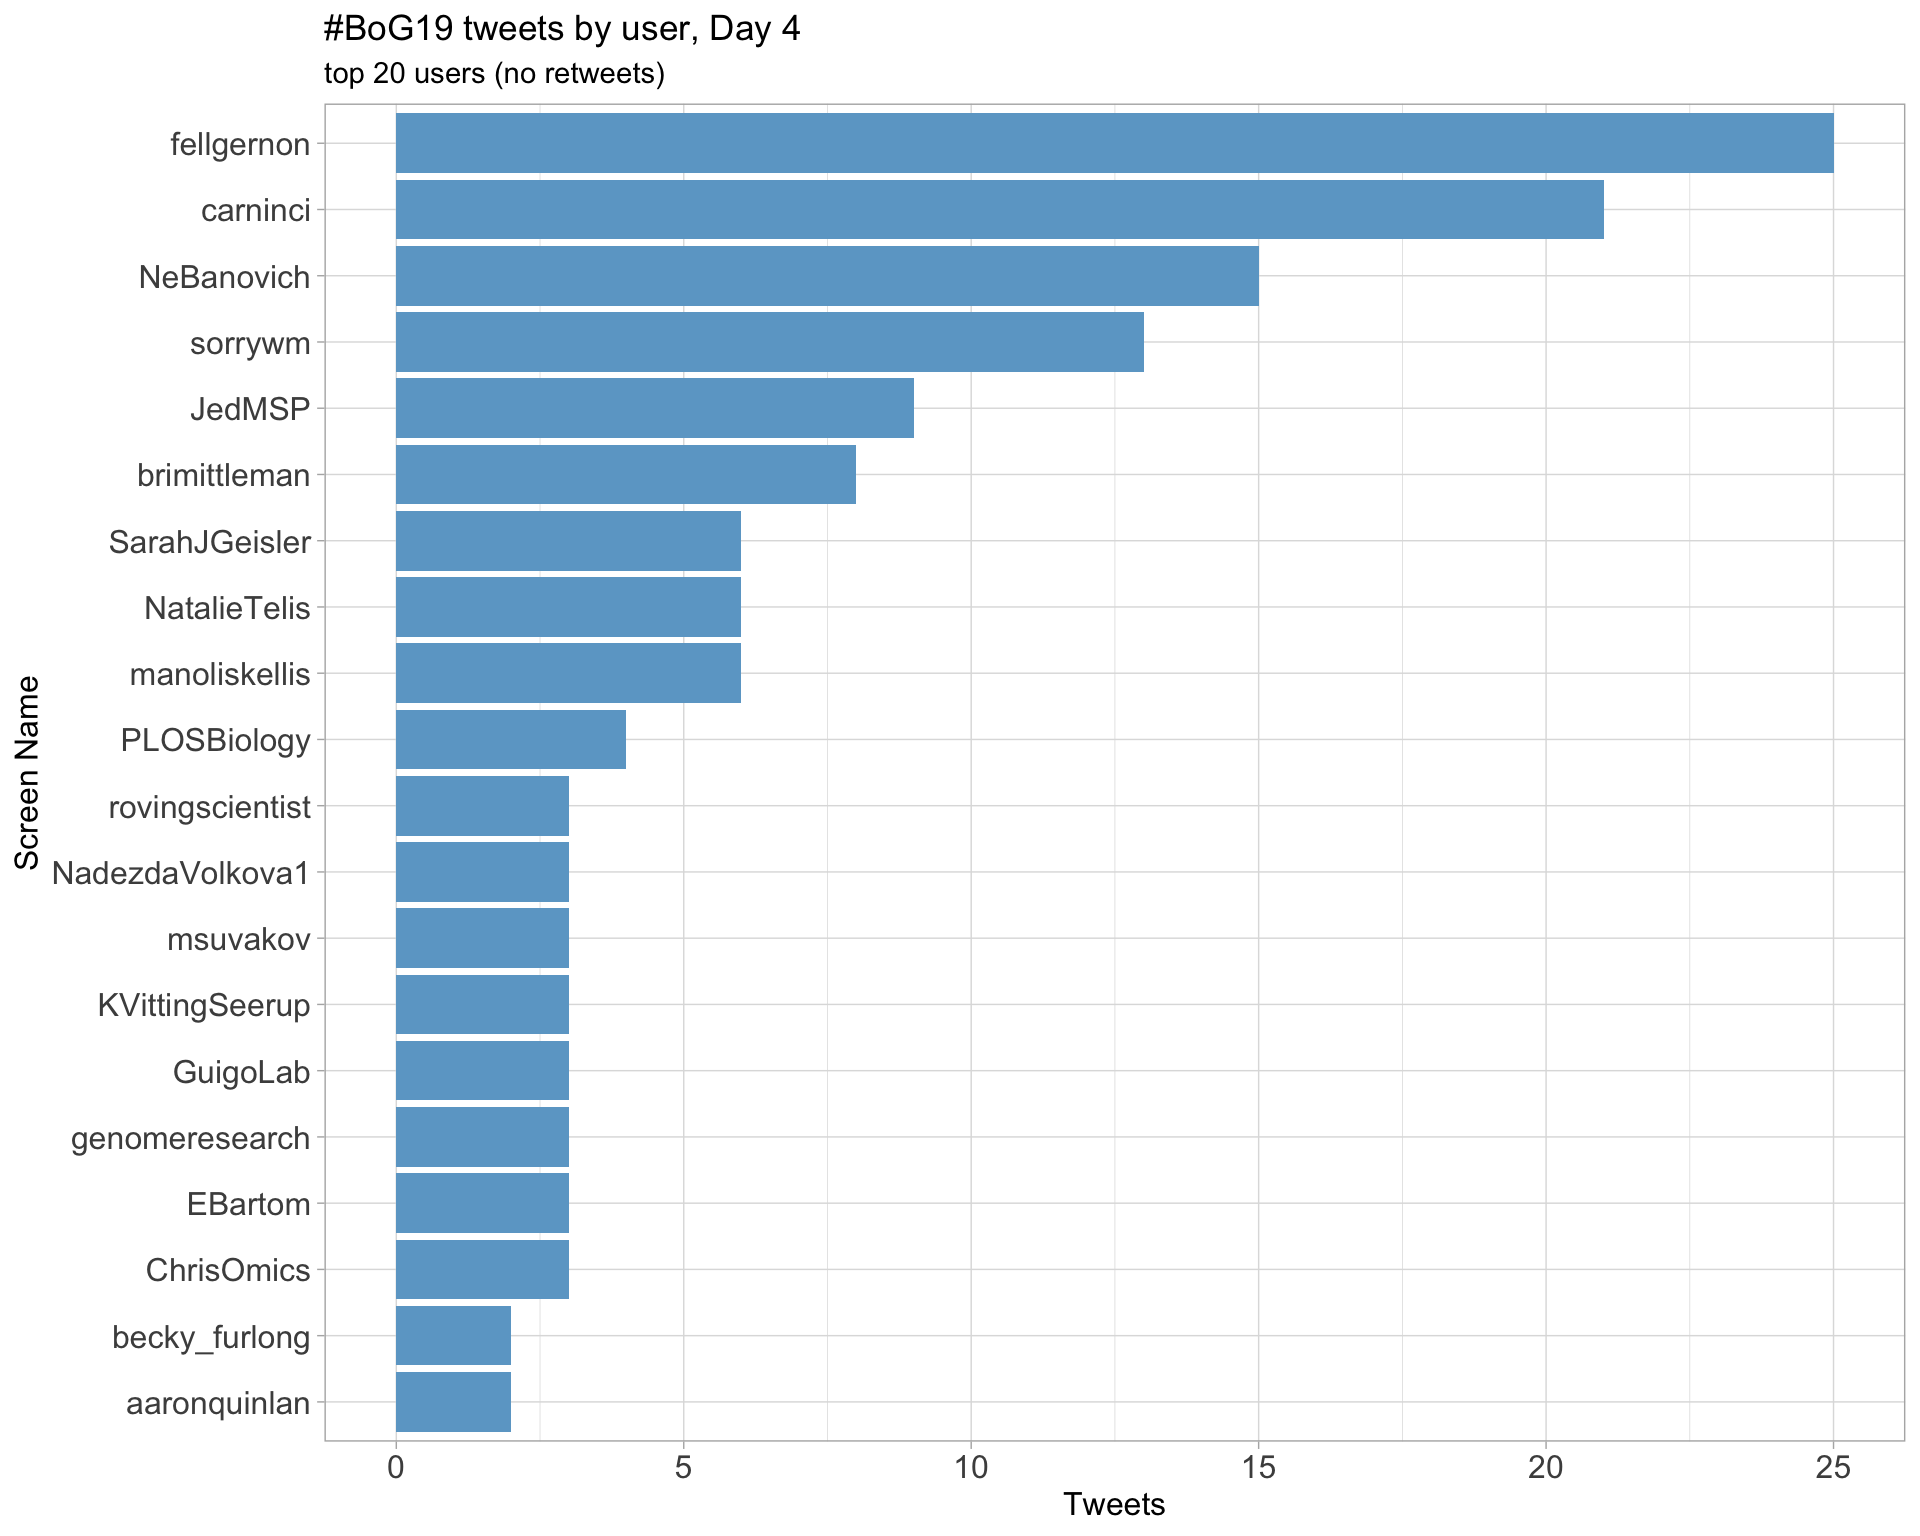 #BoG19 tweets by user, Day 4
top 20 users (no retweets)
Screen Name
fellgernon
carninci
NeBanovich
sorrywm
JedMSP
brimittleman
SarahJGeisler
NatalieTelis
manoliskellis
PLOSBiology
rovingscientist
NadezdaVolkova1
msuvakov
KVittingSeerup
GuigoLab
genomeresearch
EBartom
ChrisOmics
becky_furlong
aaronquinlan
0 5 10 15 20 25
Tweets